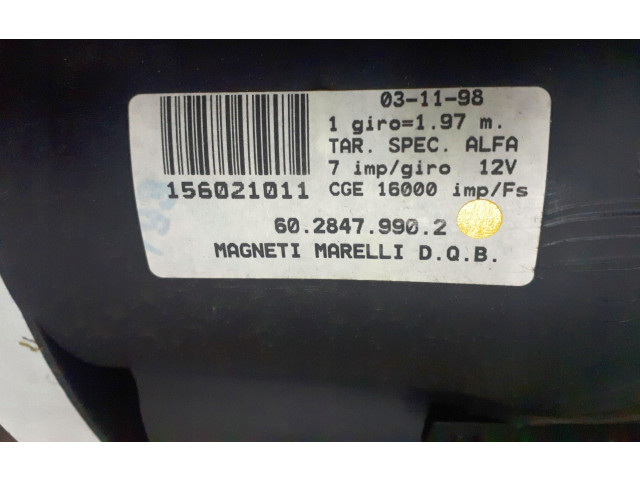 03-11-98
1 giro=1.97 m.
TAR. SPEC. ALFA
7 imp/giro 12V
156021011 CGE 16000 imp/Fs
60.2847.990.2
MAGNETI MARELLI D.Q.B.